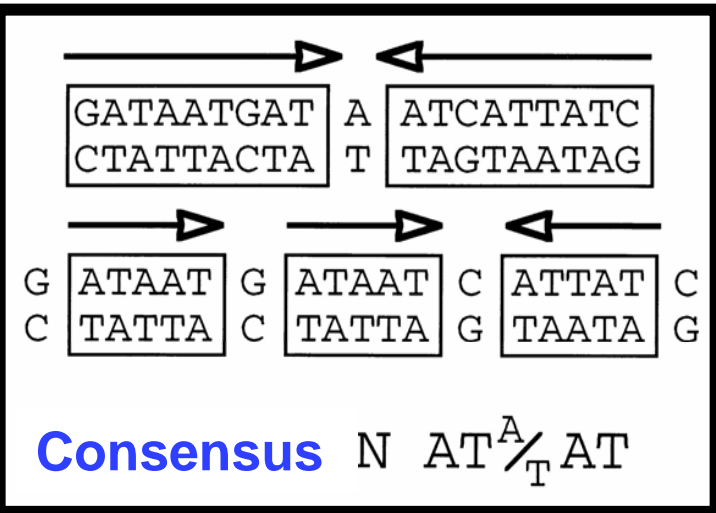 GATAATGAT A ATCATTATC
CTATTACTA T TAGTAATAG
G ATAAT G ATAAT C ATTAT C
C TATTA C TATTA G TAATA G
Consensus N AT A/T AT